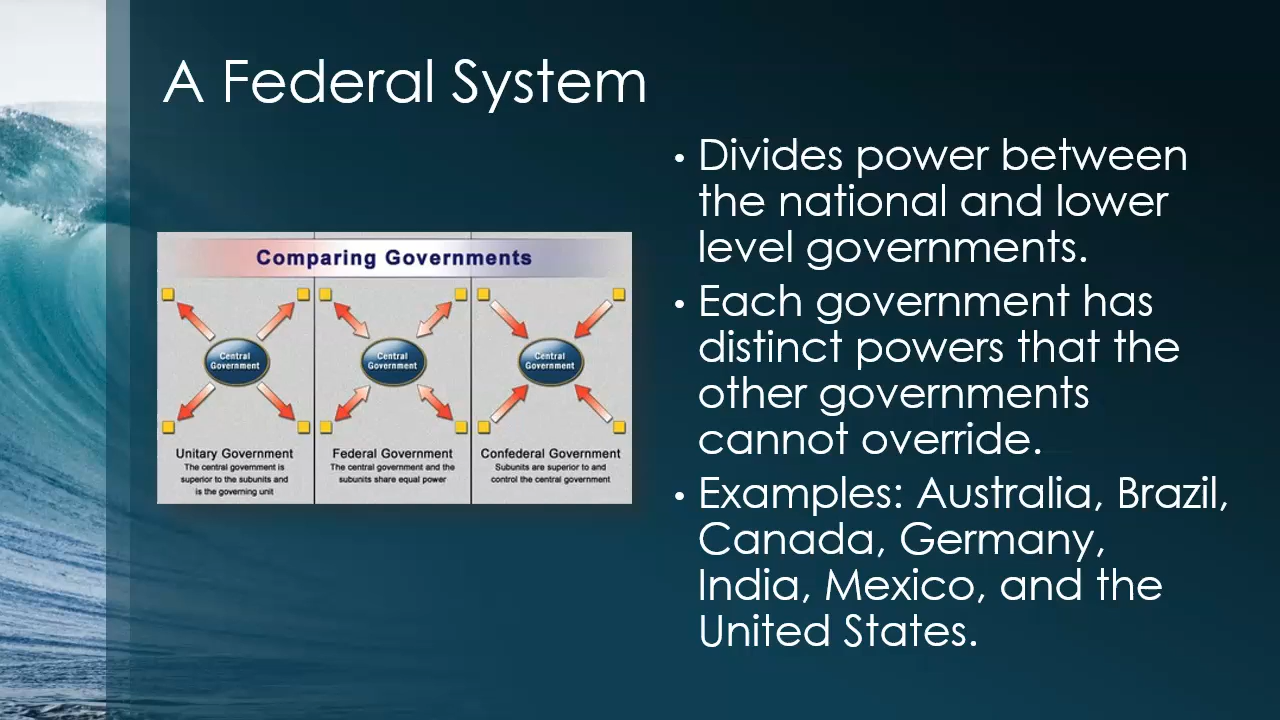 A Federal System
Comparing Governments
Central
Government
Central
Government
Central
Government
Unitary Government
The central government is
superior to the subunits and
is the governing unit
Federal Government
The central government and the
subunits share equal power
Confederal Government
Subunits are superior to and
control the central government
• Divides power between
the national and lower
level governments.
• Each government has
distinct powers that the
other governments
cannot override.
• Examples: Australia, Brazil,
Canada, Germany,
India, Mexico, and the
United States.